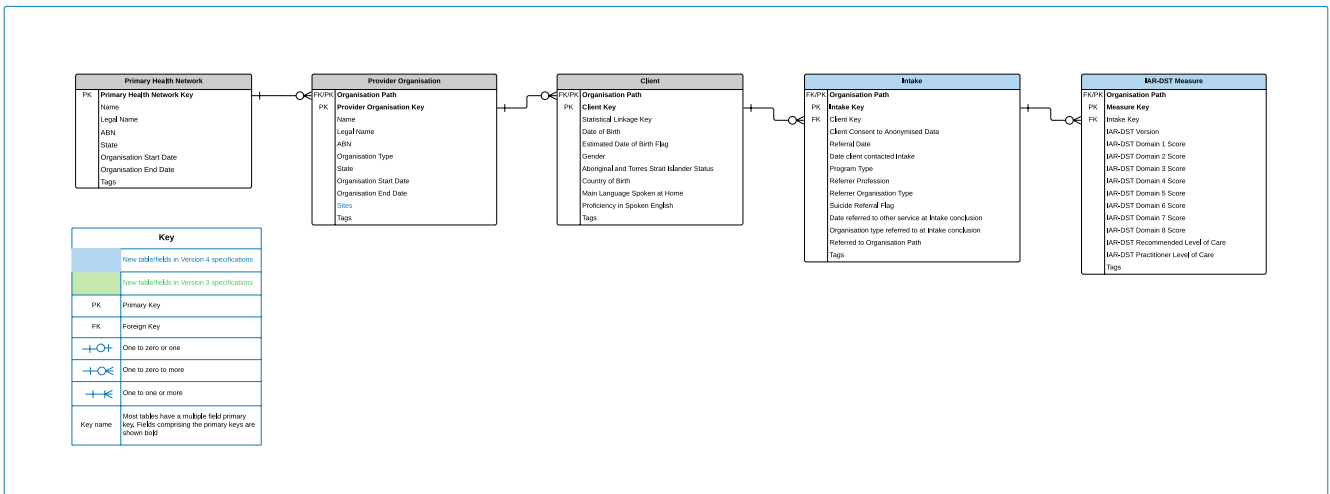 Primary Health Network
PK Primary Health Network Key
Name
Legal Name
ABN
State
Organisation Start Date
Organisation End Date
Tags
Provider Organisation
FK/PK Organisation Path
PK Provider Organisation Key
Name
Legal Name
ABN
Organisation Type
State
Organisation Start Date
Organisation End Date
Sites
Tags
Client
FK/PK Organisation Path
PK Client Key
Statistical Linkage Key
Date of Birth
Estimated Date of Birth Flag
Gender
Aboriginal and Torres Strait Islander Status
Country of Birth
Main Language Spoken at Home
Proficiency in Spoken English
Tags
Intake
FK/PK Organisation Path
PK Intake Key
FK Client Key
Client Consent to Anonymised Data
Referral Date
Date client contacted Intake
Program Type
Referrer Profession
Referrer Organisation Type
Suicide Referral Flag
Date referred to other service at Intake conclusion
Organisation type referred to at Intake conclusion
Referred to Organisation Path
Tags
IAR-DST Measure
FK/PK Organisation Path
PK Measure Key
FK Intake Key
IAR-DST Version
IAR-DST Domain 1 Score
IAR-DST Domain 2 Score
IAR-DST Domain 3 Score
IAR-DST Domain 4 Score
IAR-DST Domain 5 Score
IAR-DST Domain 6 Score
IAR-DST Domain 7 Score
IAR-DST Domain 8 Score
IAR-DST Recommended Level of Care
IAR-DST Practitioner Level of Care
Tags
Key
New table/fields in Version 4 specifications
New table/fields in Version 3 specifications
PK Primary Key
FK Foreign Key
One to zero or one
One to zero to more
One to one or more
Key name Most tables have a multiple field primary
key. Fields comprising the primary keys are
shown bold